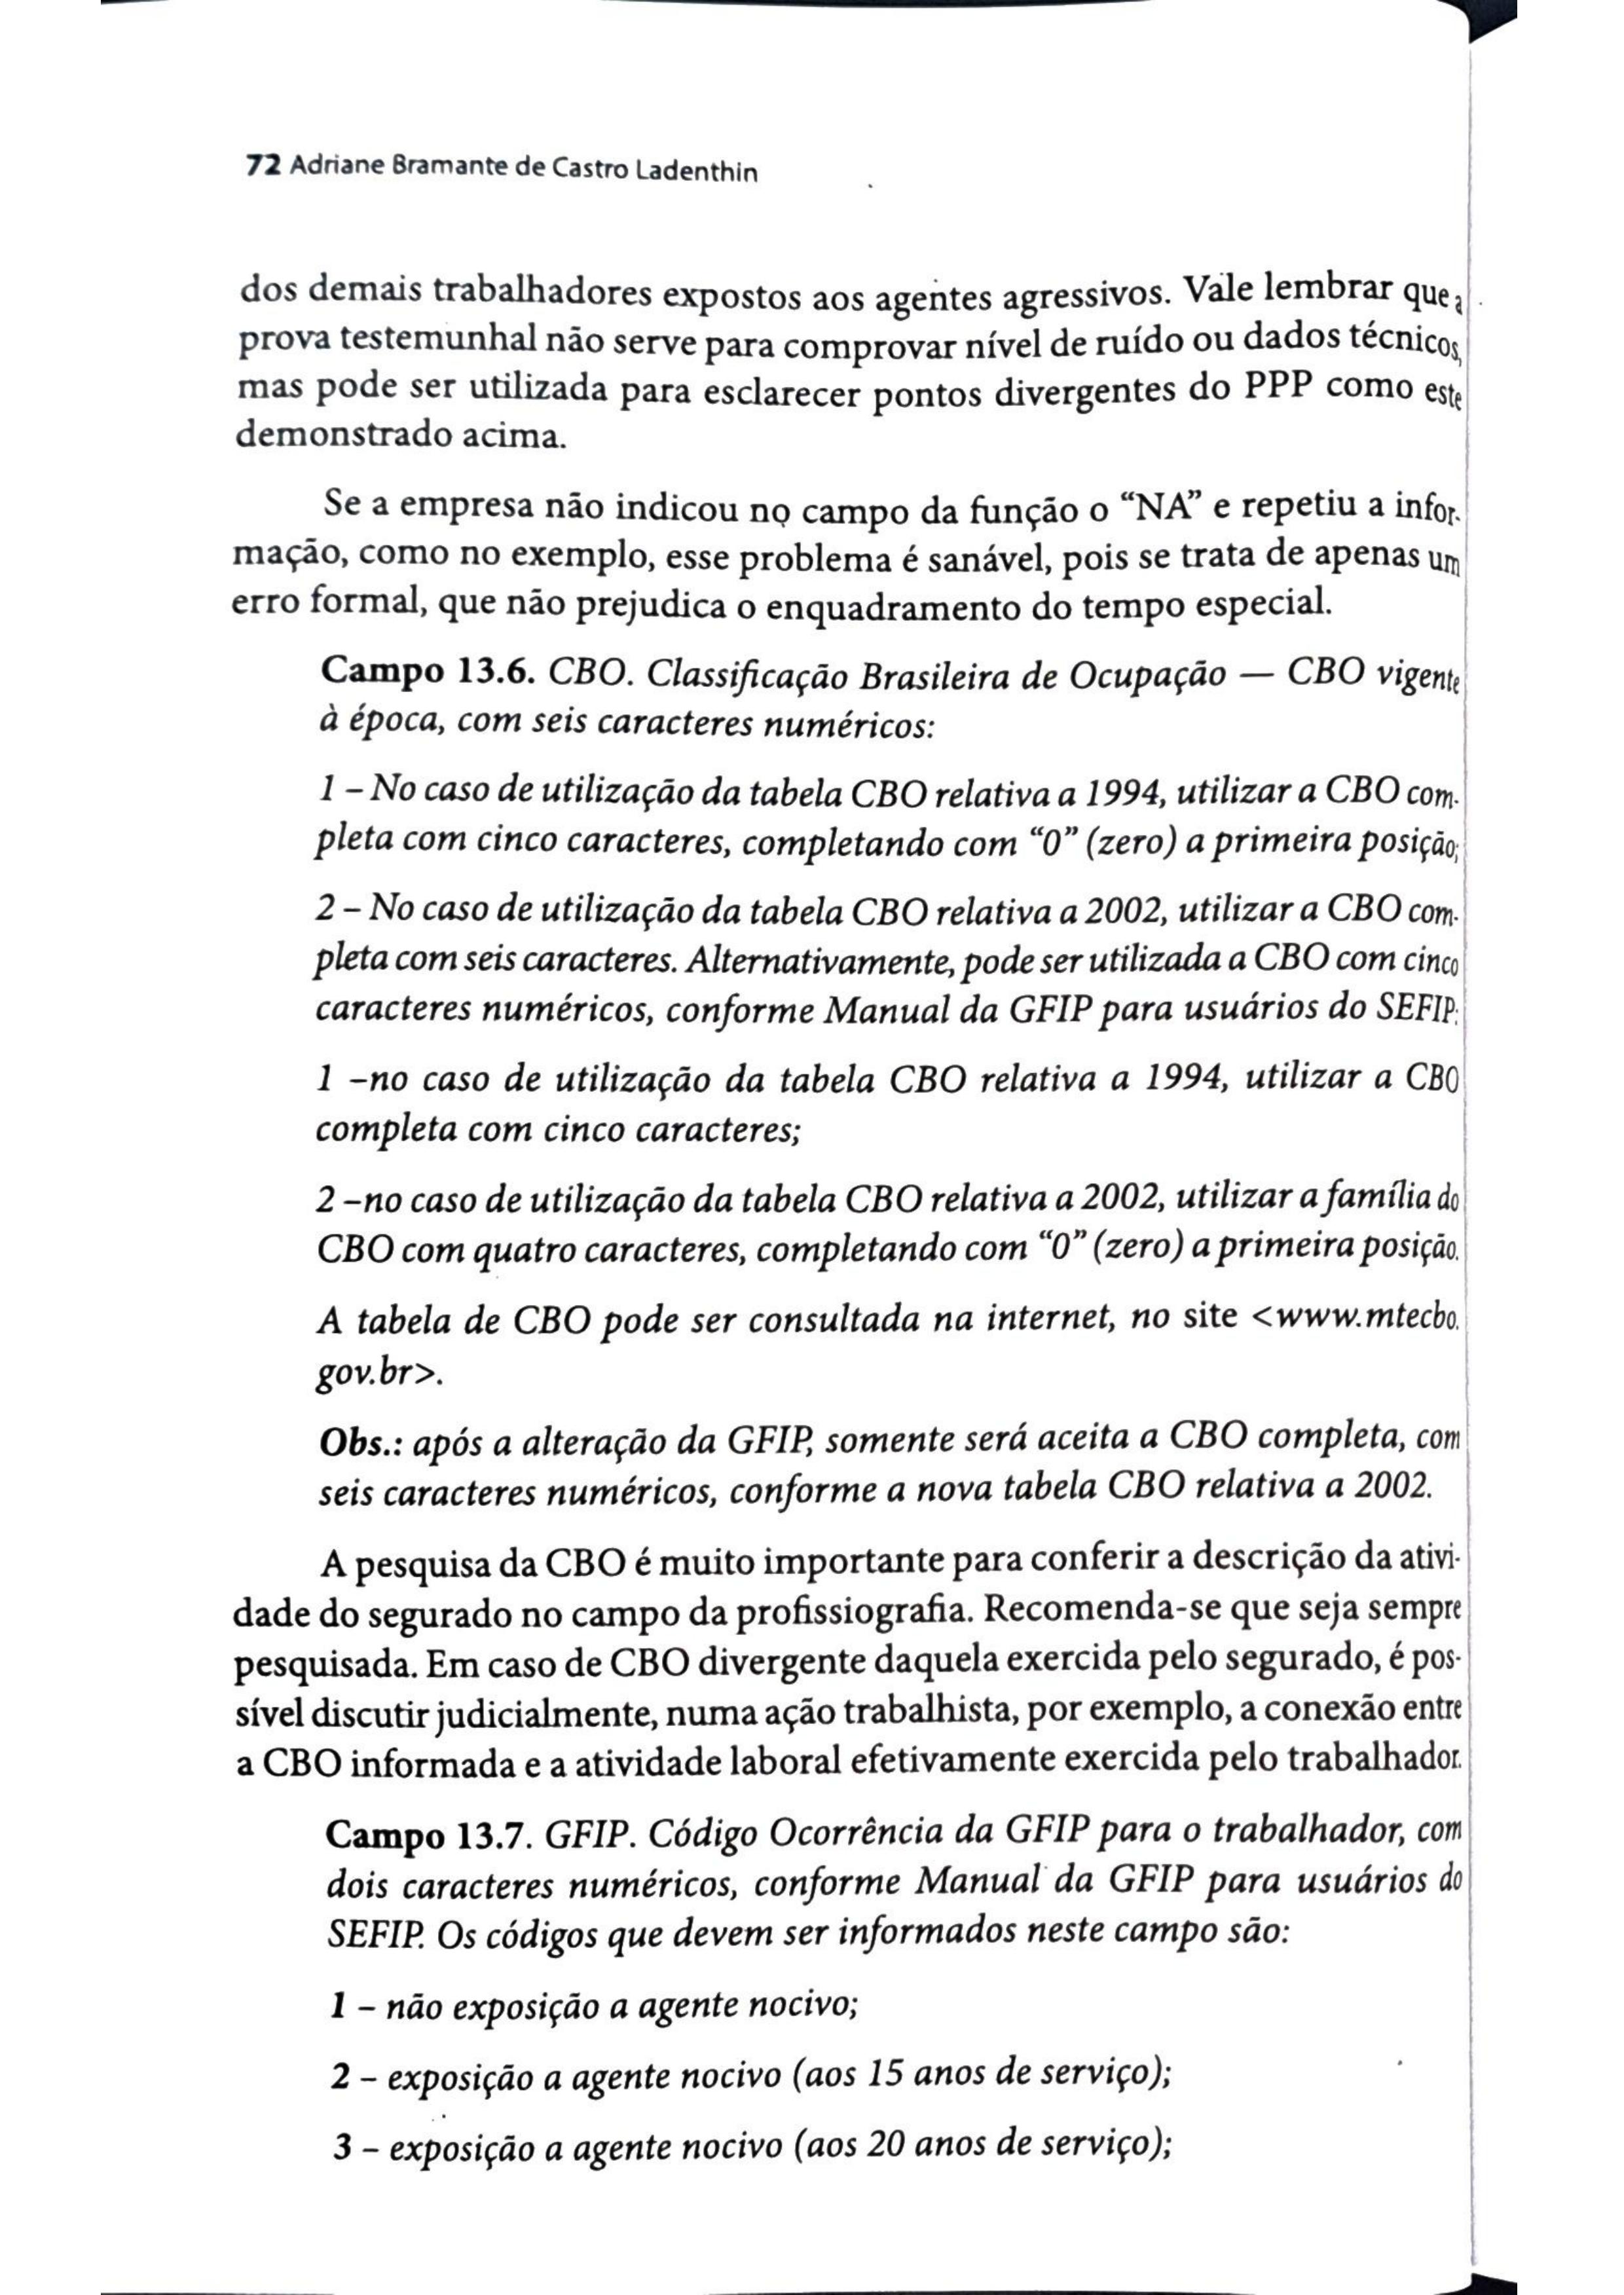 72 Adriane Bramante de Castro Ladenthin
dos demais trabalhadores expostos aos agentes agressivos. Vale lembrar que a
prova testemunhal não serve para comprovar nível de ruído ou dados técnicos,
mas pode ser utilizada para esclarecer pontos divergentes do PPP como este
demonstrado acima.
Se a empresa não indicou no campo da função o “NA” e repetiu a infor-
mação, como no exemplo, esse problema é sanável, pois se trata de apenas um
erro formal, que não prejudica o enquadramento do tempo especial.
Campo 13.6. CBO. Classificação Brasileira de Ocupação — CBO vigente
à época, com seis caracteres numéricos:
1 – No caso de utilização da tabela CBO relativa a 1994, utilizar a CBO com-
pleta com cinco caracteres, completando com “0” (zero) a primeira posição;
2 – No caso de utilização da tabela CBO relativa a 2002, utilizar a CBO com-
pleta com seis caracteres. Alternativamente, pode ser utilizada a CBO com cinco
caracteres numéricos, conforme Manual da GFIP para usuários do SEFIP:
1 –no caso de utilização da tabela CBO relativa a 1994, utilizar a CBO
completa com cinco caracteres;
2 –no caso de utilização da tabela CBO relativa a 2002, utilizar a família do
CBO com quatro caracteres, completando com “0” (zero) a primeira posição.
A tabela de CBO pode ser consultada na internet, no site <www.mtecbo.
gov.br>.
Obs.: após a alteração da GFIP, somente será aceita a CBO completa, com
seis caracteres numéricos, conforme a nova tabela CBO relativa a 2002.
A pesquisa da CBO é muito importante para conferir a descrição da ativi-
dade do segurado no campo da profissiografia. Recomenda-se que seja sempre
pesquisada. Em caso de CBO divergente daquela exercida pelo segurado, é pos-
sível discutir judicialmente, numa ação trabalhista, por exemplo, a conexão entre
a CBO informada e a atividade laboral efetivamente exercida pelo trabalhador.
Campo 13.7. GFIP. Código Ocorrência da GFIP para o trabalhador, com
dois caracteres numéricos, conforme Manual da GFIP para usuários do
SEFIP. Os códigos que devem ser informados neste campo são:
1 – não exposição a agente nocivo;
2 – exposição a agente nocivo (aos 15 anos de serviço);
3 – exposição a agente nocivo (aos 20 anos de serviço);